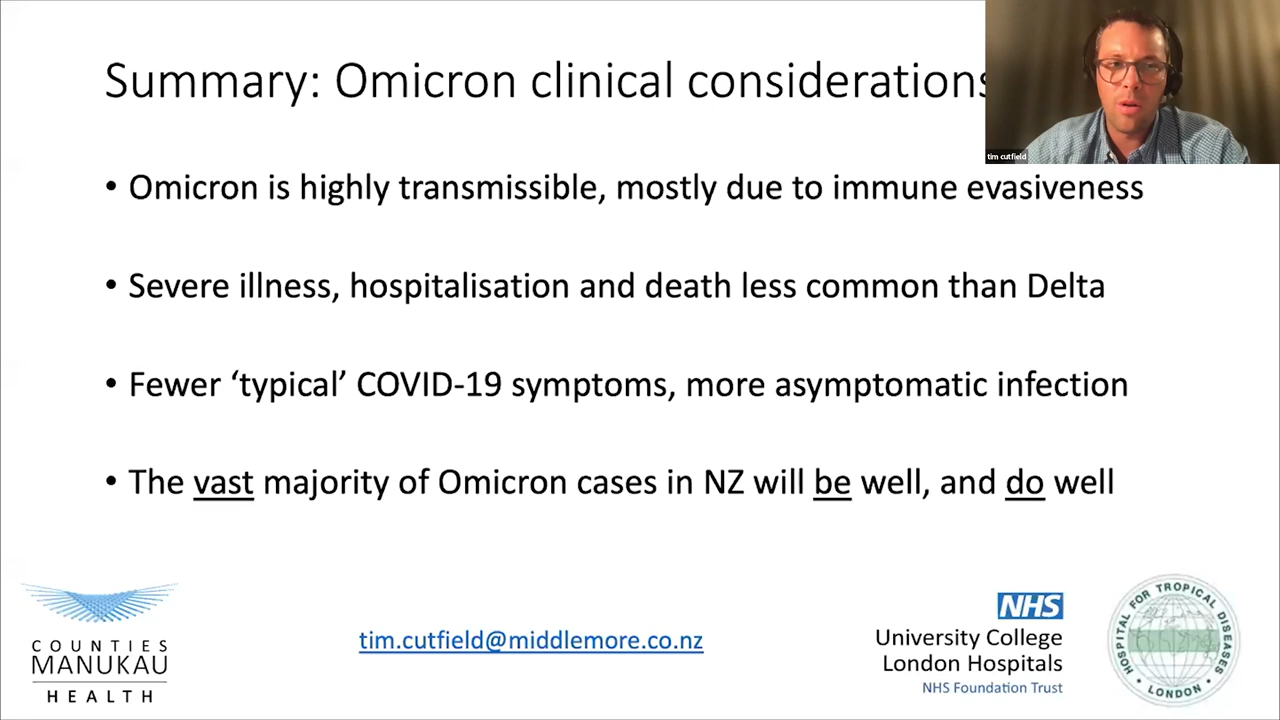 Summary: Omicron clinical considerations
tim cutfield
• Omicron is highly transmissible, mostly due to immune evasiveness
• Severe illness, hospitalisation and death less common than Delta
• Fewer ‘typical’ COVID-19 symptoms, more asymptomatic infection
• The vast majority of Omicron cases in NZ will be well, and do well
COUNTIES
MANUKAU
HEALTH
tim.cutfield@middlemore.co.nz
NHS
University College
London Hospitals
NHS Foundation Trust
HOSPITAL FOR TROPICAL DISEASES
• LONDON •